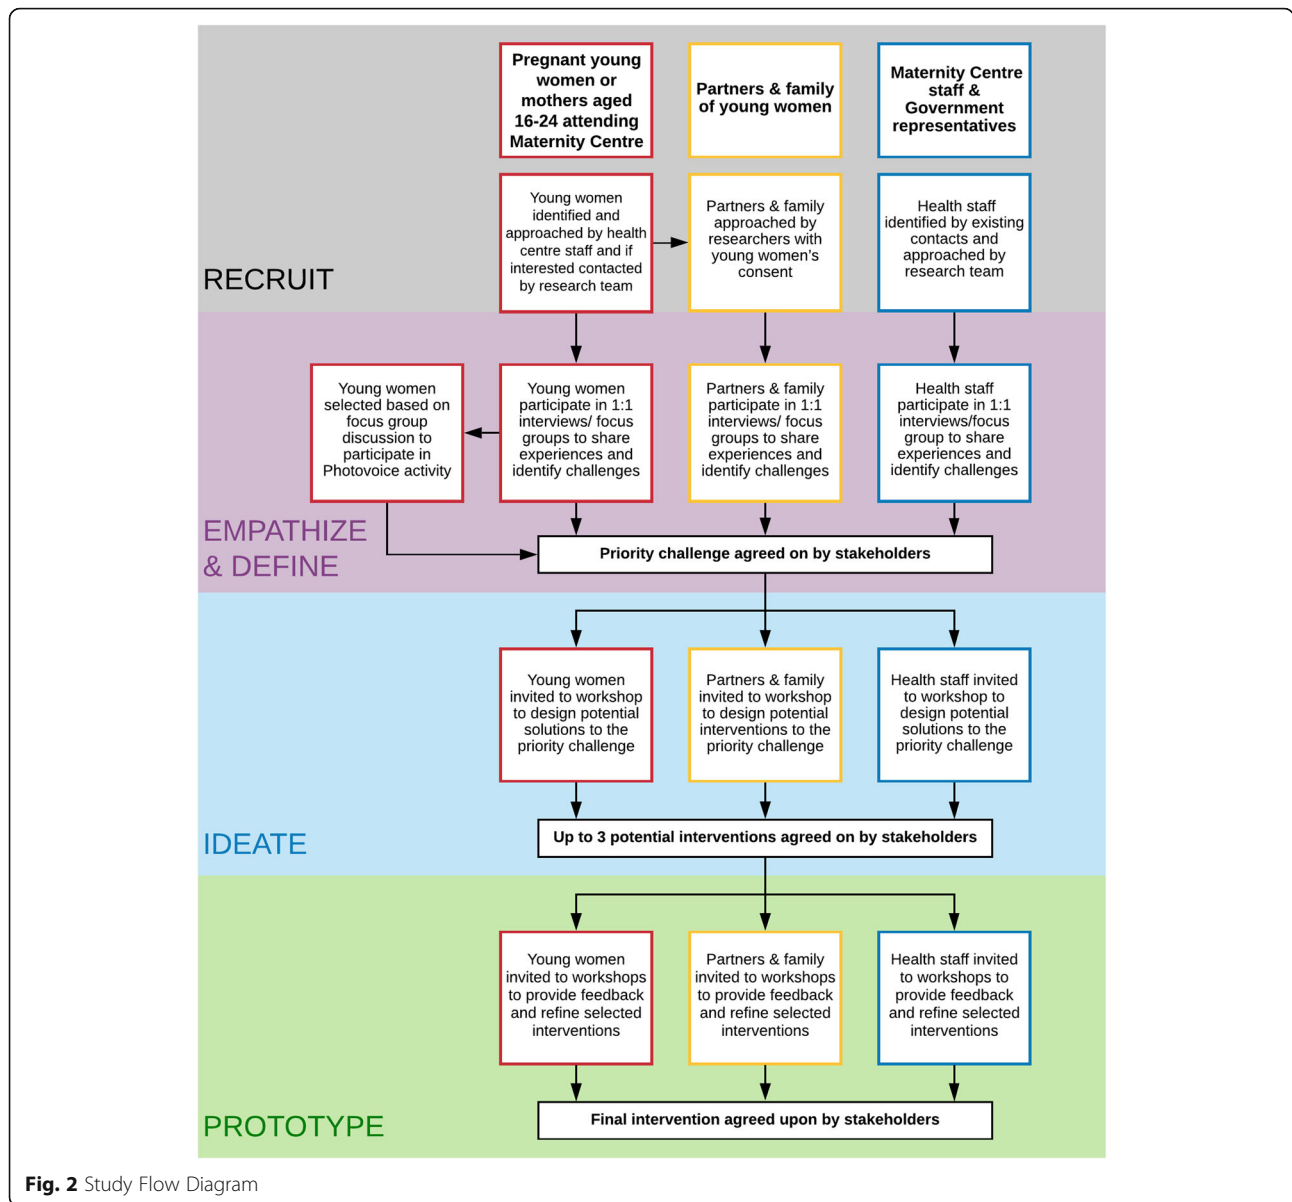 Pregnant young
women or
mothers aged
16-24 attending
Maternity Centre
Partners & family
of young women
Maternity Centre
staff &
Government
representatives
Young women
identified and
approached by health
centre staff and if
interested contacted
by research team
Partners & family
approached by
researchers with
young women's
consent
Health staff
identified by existing
contacts and
approached by
research team
RECRUIT
Young women
selected based on
focus group
discussion to
participate in
Photovoice activity
Young women
participate in 1:1
interviews/ focus
groups to share
experiences and
identify challenges
Partners & family
participate in 1:1
interviews/ focus
groups to share
experiences and
identify challenges
Health staff
participate in 1:1
interviews/focus
group to share
experiences and
identify challenges
EMPATHIZE
& DEFINE
Priority challenge agreed on by stakeholders
Young women
invited to workshop
to design potential
solutions to the
priority challenge
Partners & family
invited to workshop
to design potential
interventions to the
priority challenge
Health staff invited
to workshop to
design potential
solutions to the
priority challenge
IDEATE
Up to 3 potential interventions agreed on by stakeholders
Young women
invited to workshops
to provide feedback
and refine selected
interventions
Partners & family
invited to workshops
to provide feedback
and refine selected
interventions
Health staff invited
to workshops to
provide feedback
and refine selected
interventions
PROTOTYPE
Final intervention agreed upon by stakeholders
Fig. 2 Study Flow Diagram